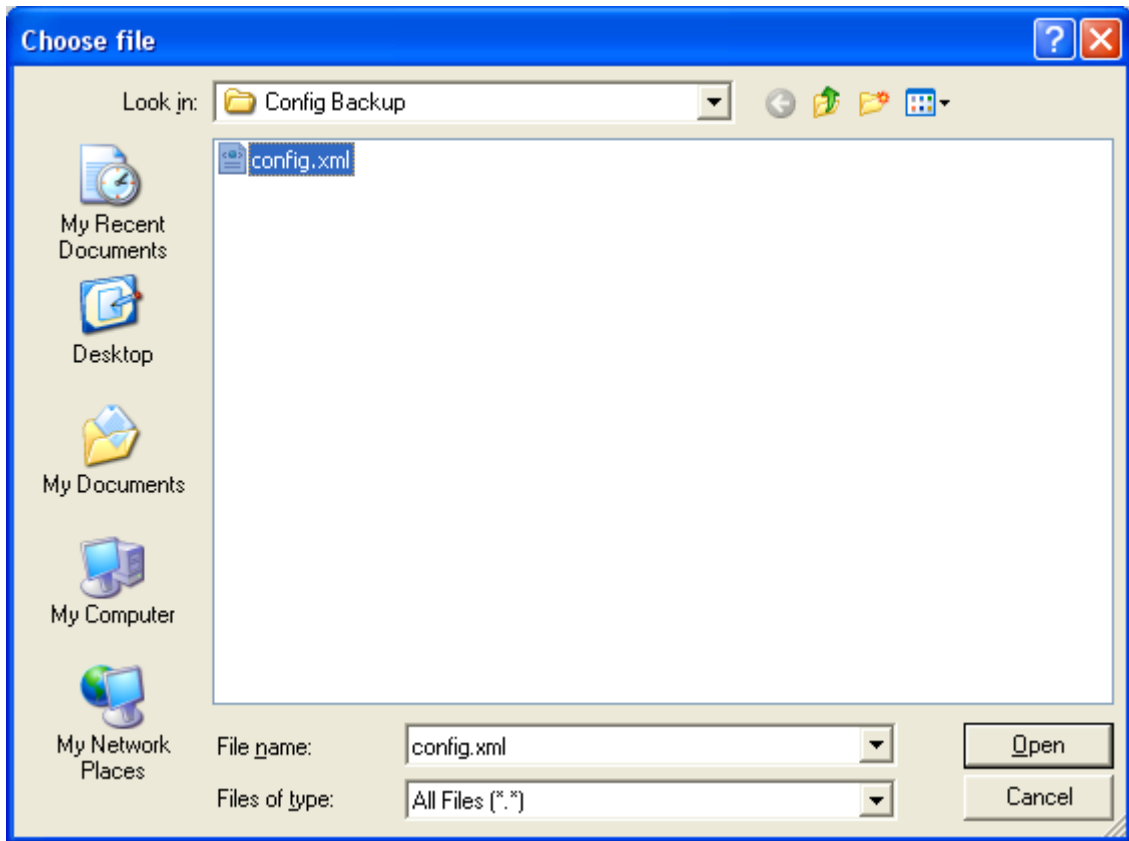 Choose file
Look in: Config Backup
config.xml
My Recent
Documents
Desktop
My Documents
My Computer
My Network
Places
File name: config.xml Open
Files of type: All Files (*.*) Cancel